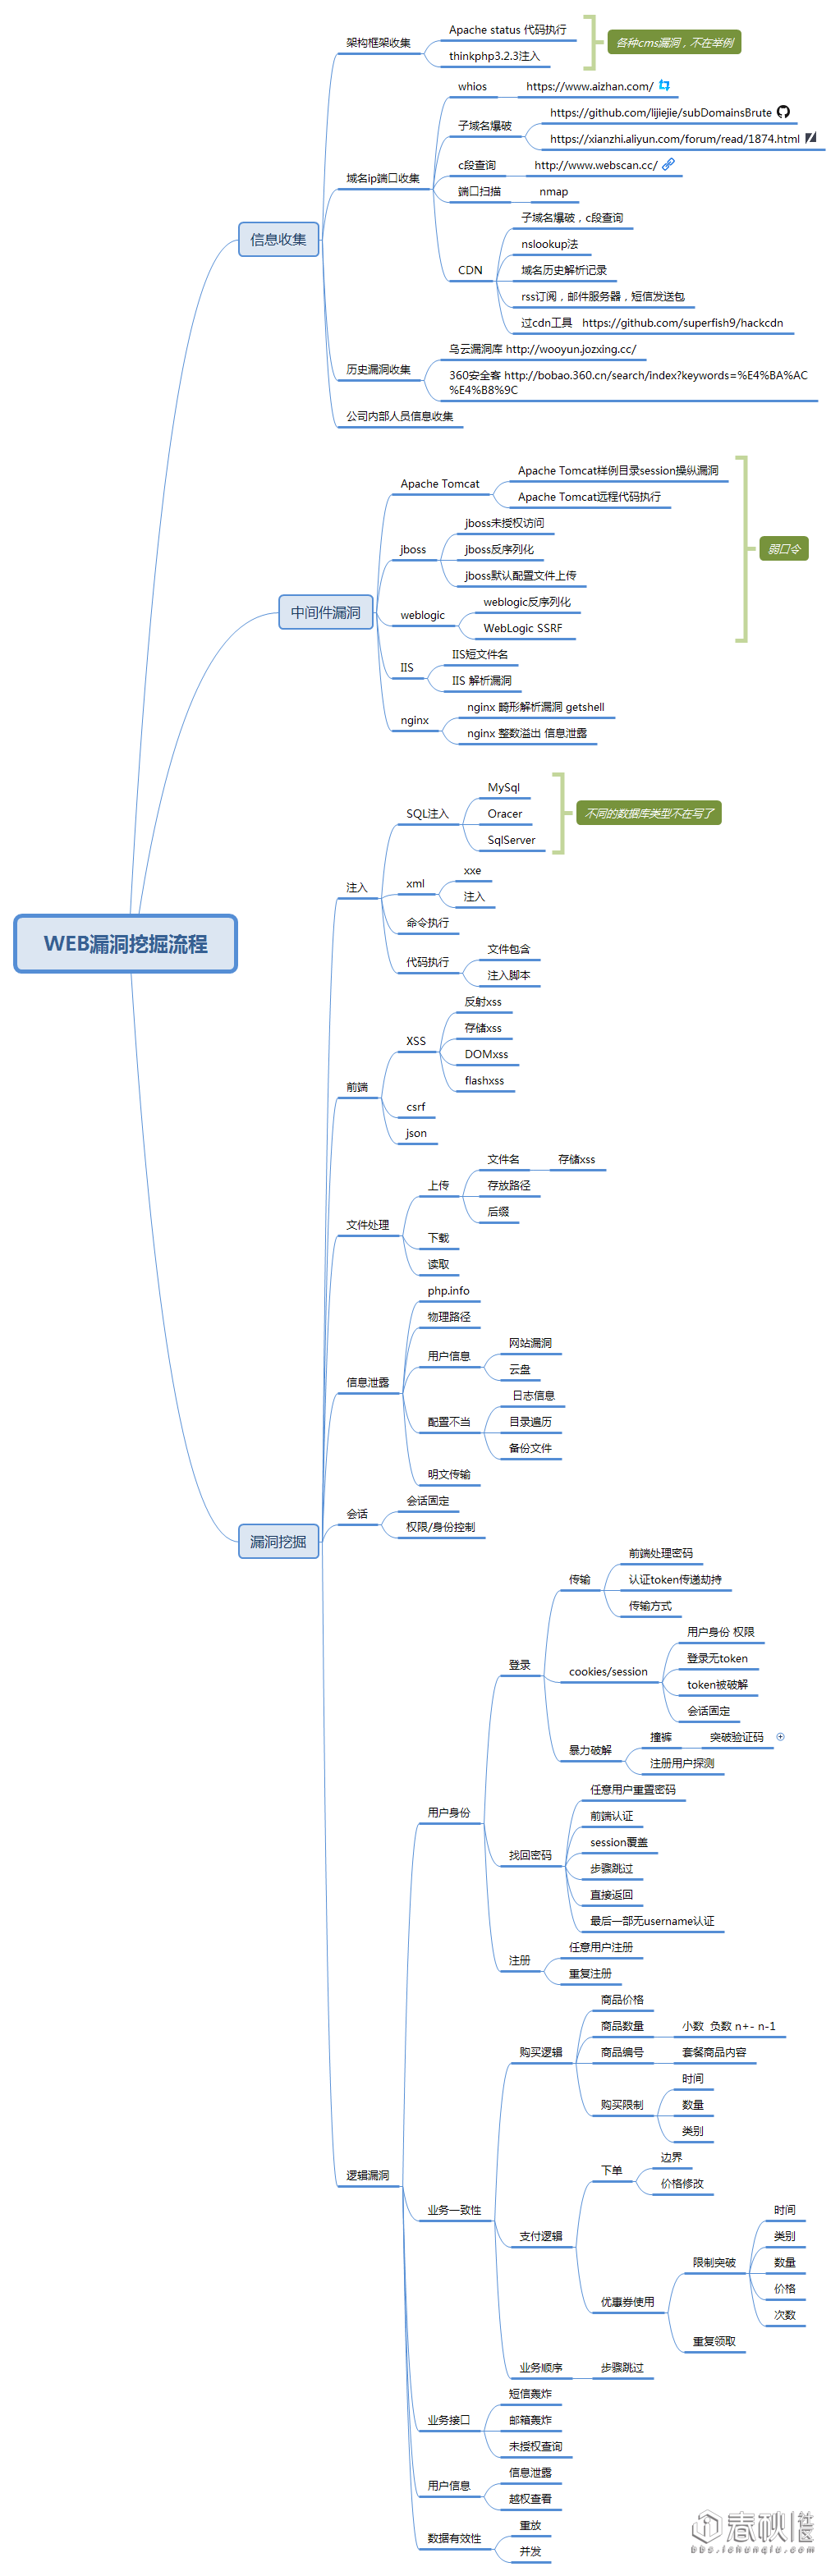 架构框架收集
Apache status 代码执行
thinkphp3.2.3注入
各种cms漏洞，不在举例
域名ip端口收集
whios
https://www.aizhan.com/
子域名爆破
https://github.com/lijiejie/subDomainsBrute
https://xianzhi.aliyun.com/forum/read/1874.html
c段查询
http://www.webscan.cc/
端口扫描
nmap
CDN
子域名爆破，c段查询
nslookup法
域名历史解析记录
rss订阅，邮件服务器，短信发送包
过cdn工具 https://github.com/superfish9/hackcdn
信息收集
历史漏洞收集
乌云漏洞库 http://wooyun.jozxing.cc/
360安全客 http://bobao.360.cn/search/index?keywords=%E4%BA%AC
%E4%B8%9C
公司内部人员信息收集
中间件漏洞
Apache Tomcat
Apache Tomcat样例目录session操纵漏洞
Apache Tomcat远程代码执行
jboss
jboss未授权访问
jboss反序列化
jboss默认配置文件上传
弱口令
weblogic
weblogic反序列化
WebLogic SSRF
IIS
IIS短文件名
IIS 解析漏洞
nginx
nginx 畸形解析漏洞 getshell
nginx 整数溢出 信息泄露
WEB漏洞挖掘流程
注入
SQL注入
MySql
Oracer
SqlServer
不同的数据库类型不在写了
xml
xxe
注入
命令执行
代码执行
文件包含
注入脚本
前端
XSS
反射xss
存储xss
DOMxss
flashxss
csrf
json
文件处理
上传
文件名
存储xss
存放路径
后缀
下载
读取
信息泄露
php.info
物理路径
用户信息
网站漏洞
云盘
配置不当
日志信息
目录遍历
备份文件
明文传输
会话
会话固定
权限/身份控制
漏洞挖掘
逻辑漏洞
用户身份
登录
传输
前端处理密码
认证token传递劫持
传输方式
cookies/session
用户身份 权限
登录无token
token被破解
会话固定
暴力破解
撞裤
突破验证码
注册用户探测
找回密码
任意用户重置密码
前端认证
session覆盖
步骤跳过
直接返回
最后一部无username认证
注册
任意用户注册
重复注册
业务一致性
购买逻辑
商品价格
商品数量
小数 负数 n+- n-1
商品编号
套餐商品内容
购买限制
时间
数量
类别
支付逻辑
下单
边界
价格修改
优惠券使用
限制突破
时间
类别
数量
价格
次数
重复领取
业务顺序
步骤跳过
业务接口
短信轰炸
邮箱轰炸
未授权查询
用户信息
信息泄露
越权查看
数据有效性
重放
并发
春秋社区
bbs.ichunqiu.com